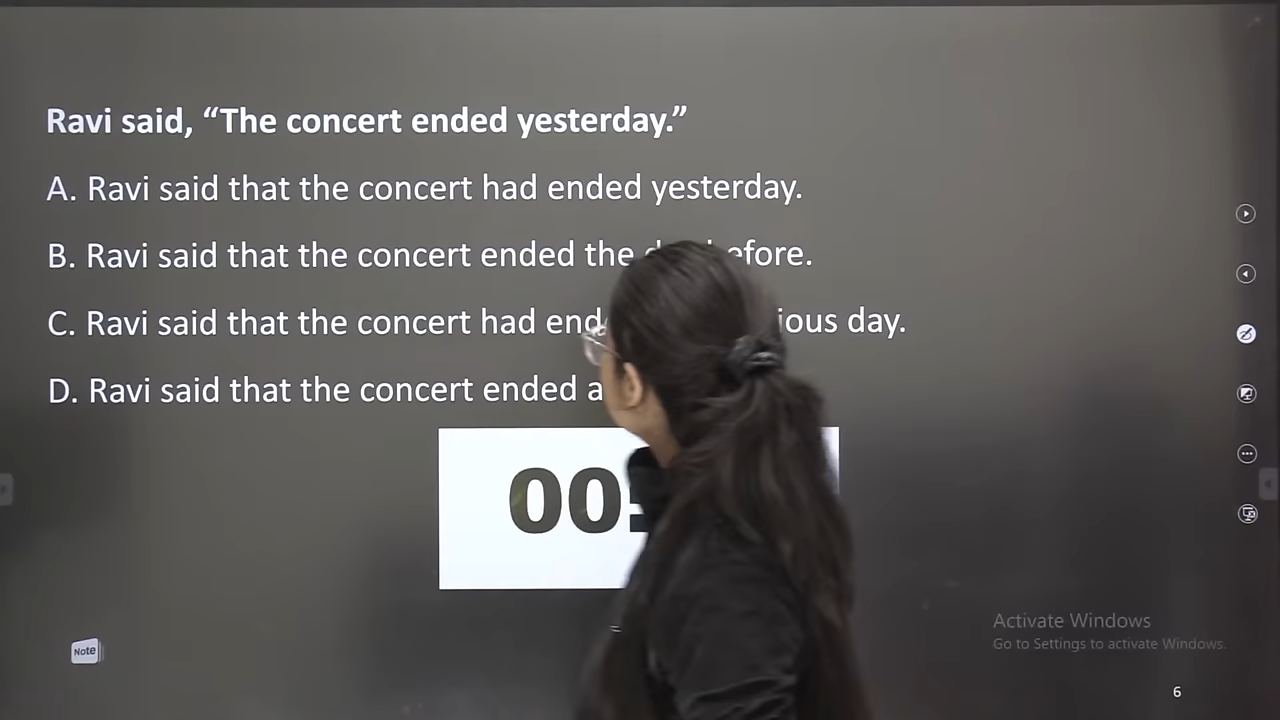 Ravi said, “The concert ended yesterday.”
A. Ravi said that the concert had ended yesterday.
B. Ravi said that the concert ended the before.
C. Ravi said that the concert had day.
D. Ravi said that the concert ended
00:
Note
Activate Windows
Go to Settings to activate Windows.
6